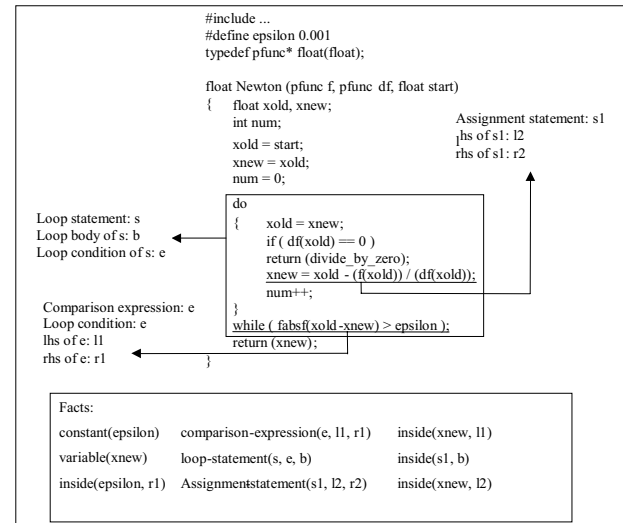 #include ...
#define epsilon 0.001
typedef pfunc* float(float);
float Newton (pfunc f, pfunc df, float start)
{ float xold, xnew;
int num;
xold = start;
xnew = xold;
num = 0;
do
{ xold = xnew;
if ( df(xold) == 0 )
return (divide_by_zero);
xnew = xold - (f(xold)) / (df(xold));
num++;
}
while ( fabsf(xold-xnew) > epsilon );
return (xnew);
}
Assignment statement: s1
lhs of s1: l2
rhs of s1: r2
Loop statement: s
Loop body of s: b
Loop condition of s: e
Comparison expression: e
Loop condition: e
lhs of e: l1
rhs of e: r1
Facts:
constant(epsilon) comparison-expression(e, l1, r1) inside(xnew, l1)
variable(xnew) loop-statement(s, e, b) inside(s1, b)
inside(epsilon, r1) Assignment-statement(s1, l2, r2) inside(xnew, l2)